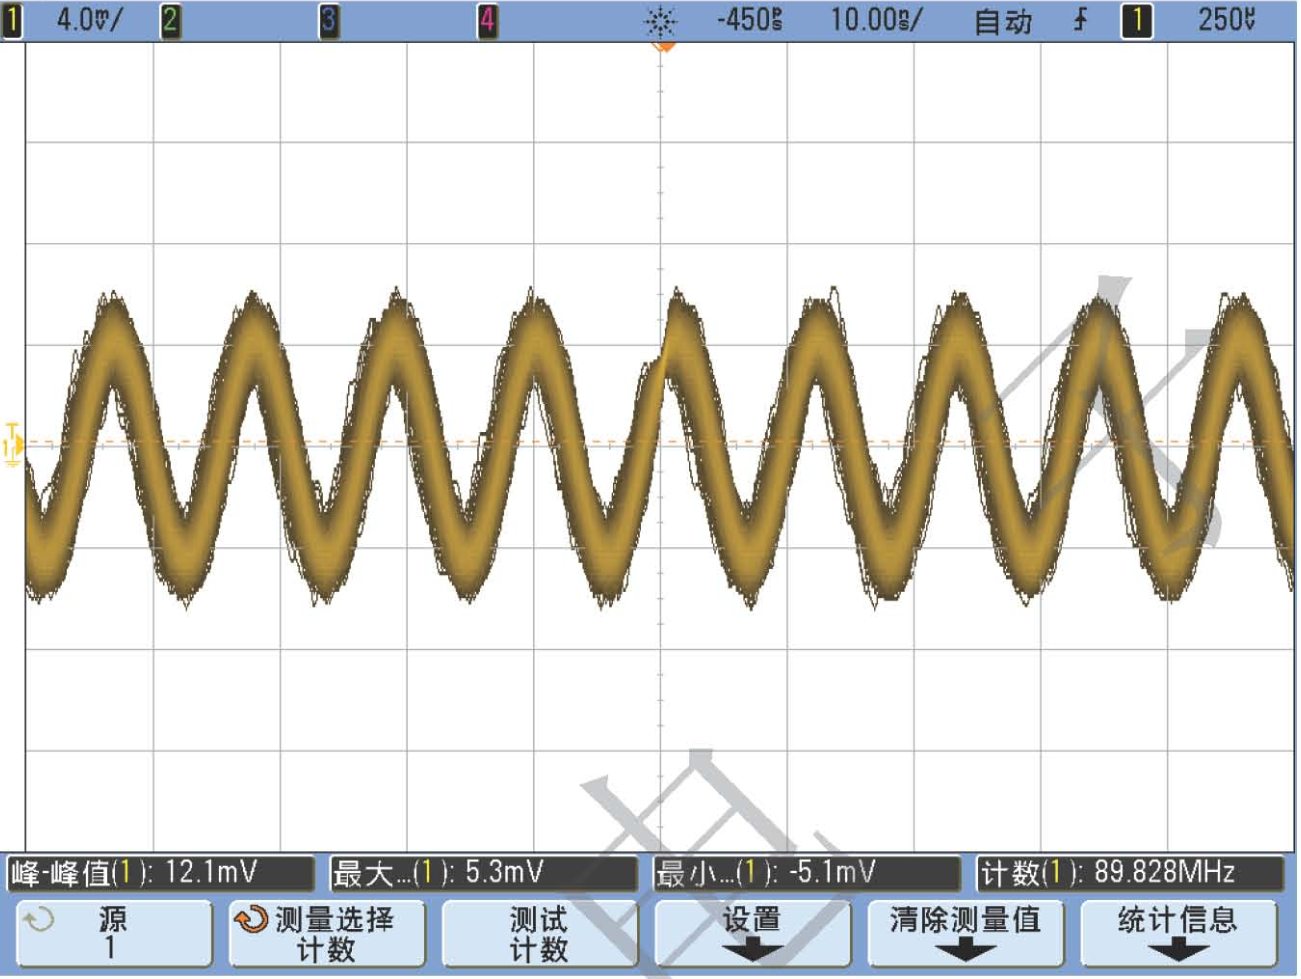 1 4.0mV/ 2 3 4 -450ps 10.00ns/ 自动 1 250µV
T
1
峰-峰值(1): 12.1mV 最大...(1): 5.3mV 最小...(1): -5.1mV 计数(1): 89.828MHz
源 测量选择 测试 设置 清除测量值 统计信息
1 计数 计数